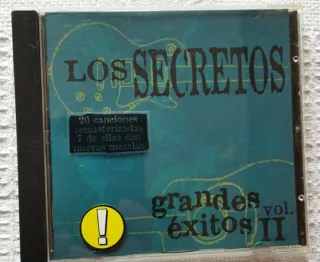 LOS SECRETOS
20 canciones
remasterizadas
7 de ellas con
nuevas mezclas
grandes
éxitos vol. II
!